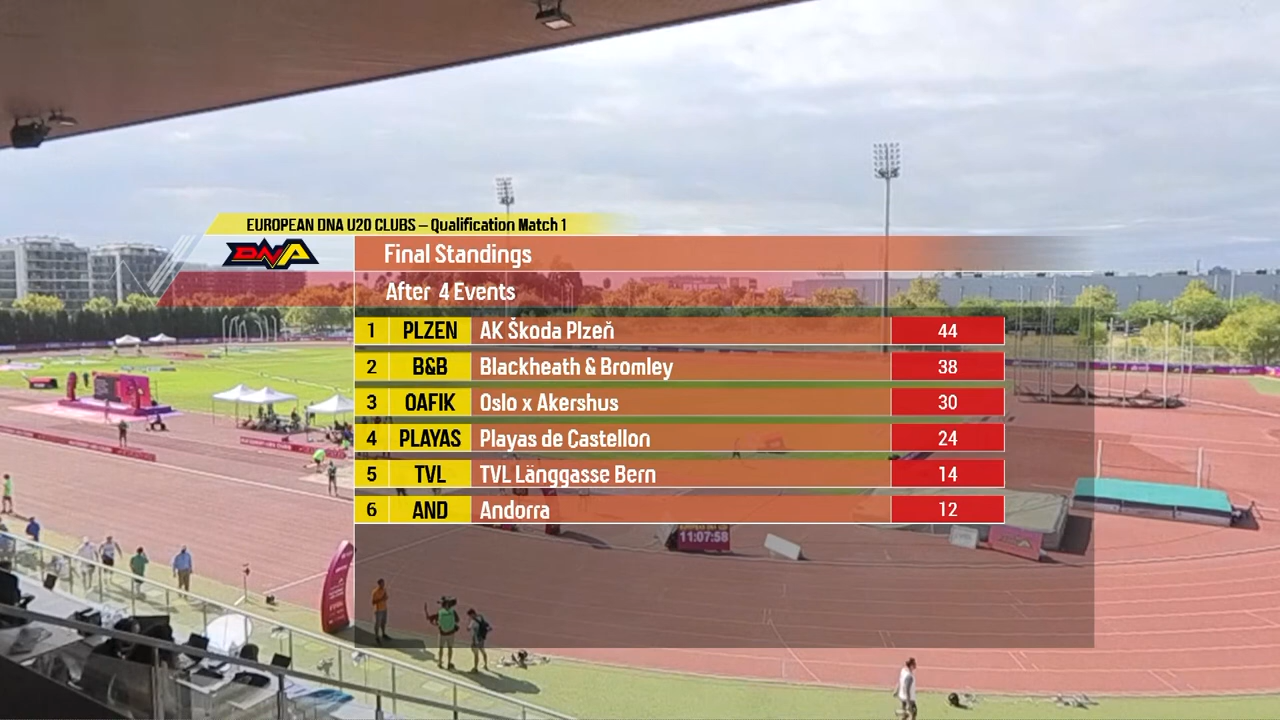 EUROPEAN DNA U20 CLUBS – Qualification Match 1
DNA
Final Standings
After 4 Events
1 PLZEN AK Škoda Plzeň 44
2 B&B Blackheath & Bromley 38
3 OAFIK Oslo x Akershus 30
4 PLAYAS Playas de Castellon 24
5 TVL TVL Länggasse Bern 14
6 AND Andorra 12
11:07:58